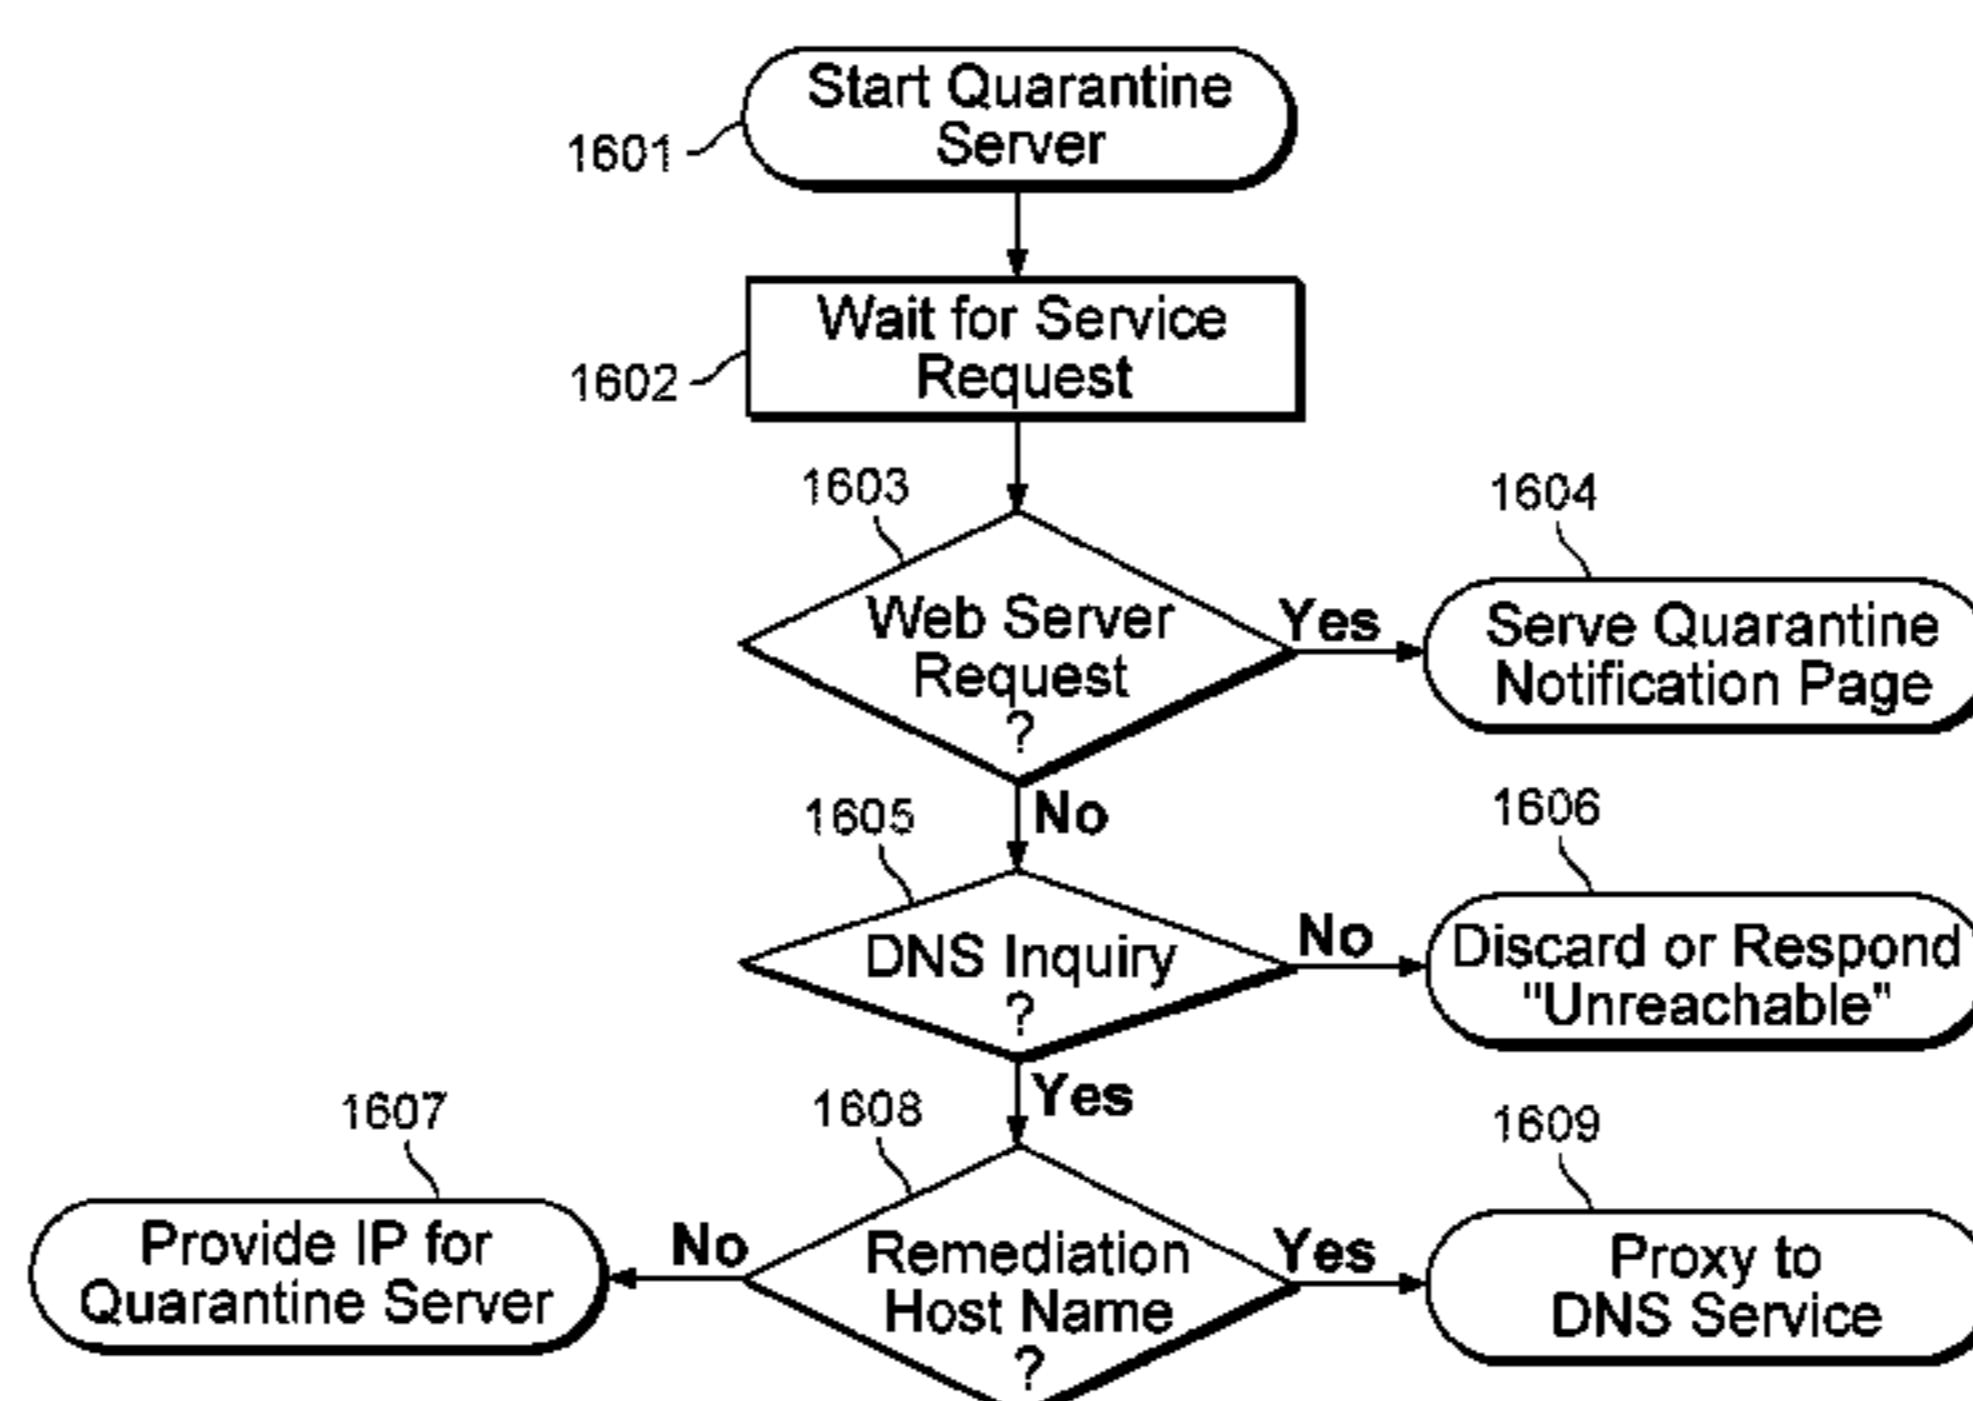 Start Quarantine
Server
1601
Wait for Service
Request
1602
1603
Web Server
Request
?
Yes
1604
Serve Quarantine
Notification Page
No
1605
DNS Inquiry
?
No
1606
Discard or Respond
"Unreachable"
Yes
1607
Provide IP for
Quarantine Server
No
1608
Remediation
Host Name
?
Yes
1609
Proxy to
DNS Service